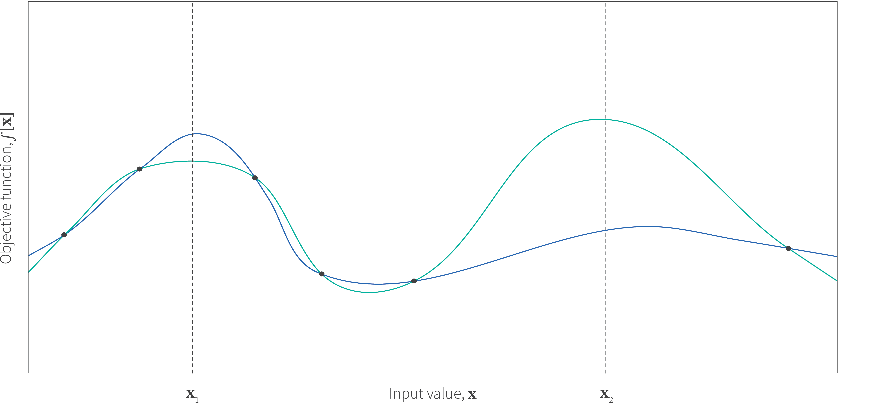 Objective function, f[x]
x₁
Input value, x
x₂